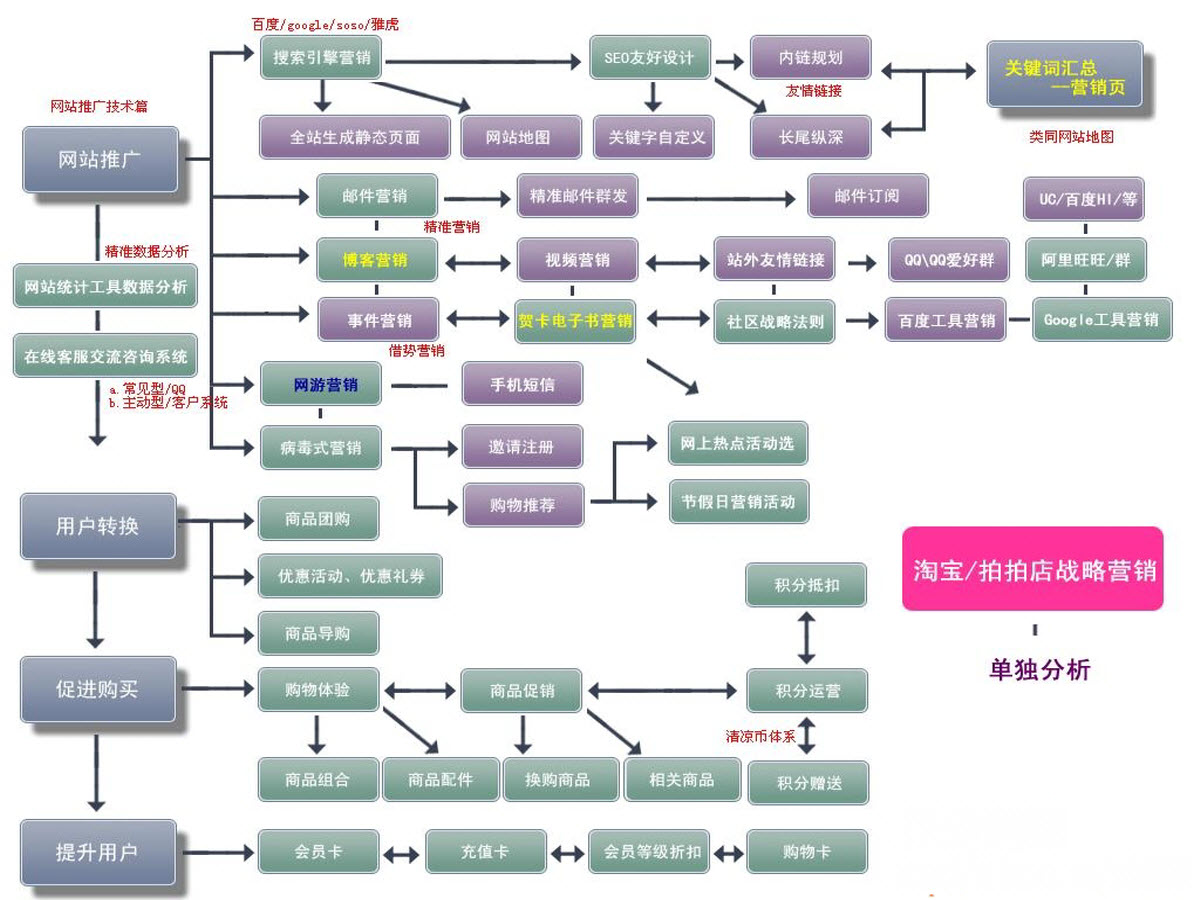 百度/google/soso/雅虎
搜索引擎营销
SEO友好设计
内链规划
友情链接
关键词汇总
--营销页
类同网站地图
网站推广技术篇
网站推广
全站生成静态页面
网站地图
关键字自定义
长尾纵深
邮件营销
精准邮件群发
邮件订阅
UC/百度HI/等
精准营销
精准数据分析
博客营销
视频营销
站外友情链接
QQ\QQ爱好群
阿里旺旺/群
网站统计工具数据分析
事件营销
贺卡电子书营销
社区战略法则
百度工具营销
Google工具营销
借势营销
在线客服交流咨询系统
a.常见型/QQ
b.主动型/客户系统
网游营销
手机短信
病毒式营销
邀请注册
网上热点活动选
购物推荐
节假日营销活动
用户转换
商品团购
优惠活动、优惠礼券
商品导购
积分抵扣
淘宝/拍拍店战略营销
单独分析
促进购买
购物体验
商品促销
积分运营
清凉币体系
商品组合
商品配件
换购商品
相关商品
积分赠送
提升用户
会员卡
充值卡
会员等级折扣
购物卡